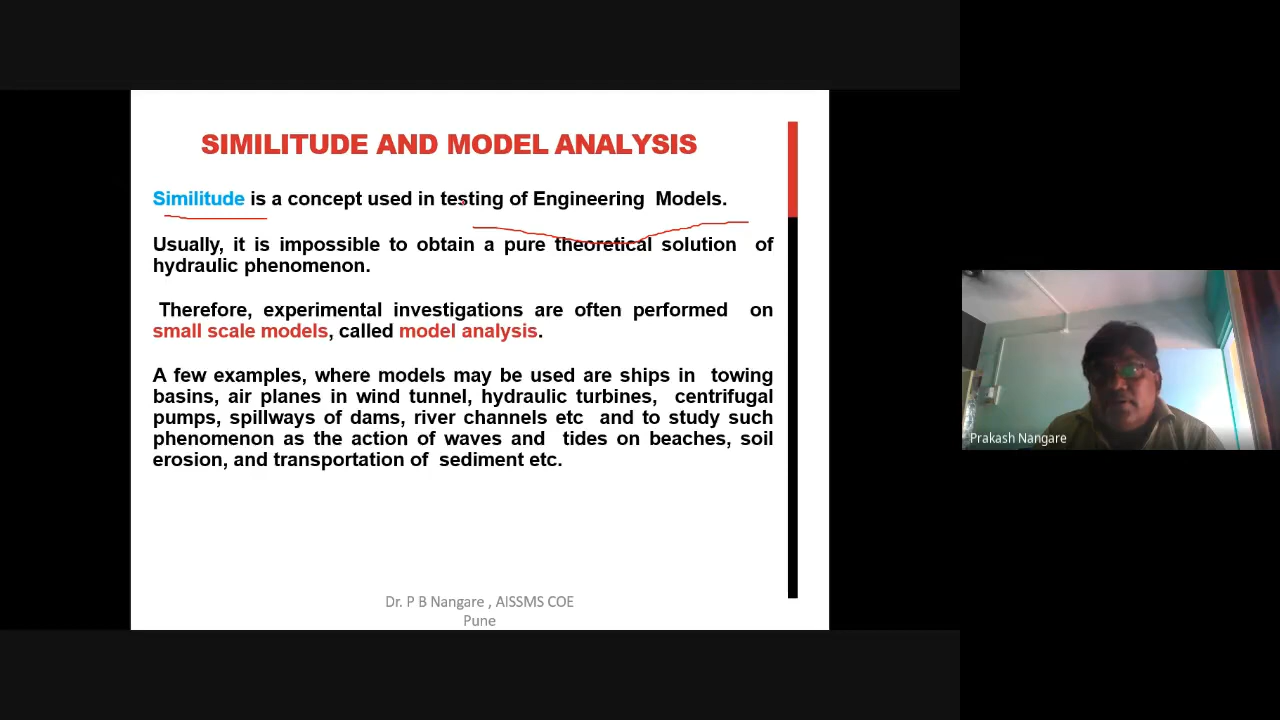 SIMILITUDE AND MODEL ANALYSIS
Similitude is a concept used in testing of Engineering Models.
Usually, it is impossible to obtain a pure theoretical solution of
hydraulic phenomenon.
Therefore, experimental investigations are often performed on
small scale models, called model analysis.
A few examples, where models may be used are ships in towing
basins, air planes in wind tunnel, hydraulic turbines, centrifugal
pumps, spillways of dams, river channels etc and to study such
phenomenon as the action of waves and tides on beaches, soil
erosion, and transportation of sediment etc.
Dr. P B Nangare , AISSMS COE
Pune
Prakash Nangare